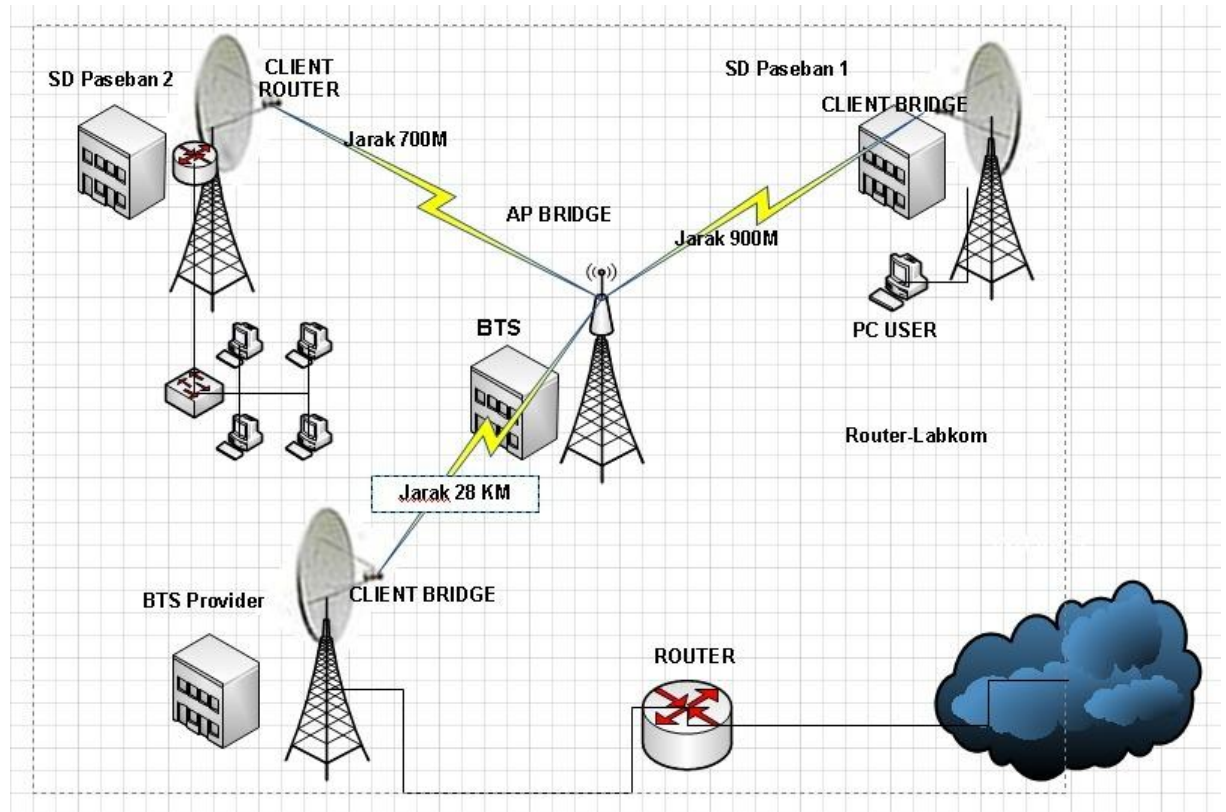 SD Paseban 2
CLIENT
ROUTER
SD Paseban 1
CLIENT BRIDGE
Jarak 700M
AP BRIDGE
Jarak 900M
PC USER
BTS
Router-Labkom
Jarak 28 KM
BTS Provider
CLIENT BRIDGE
ROUTER